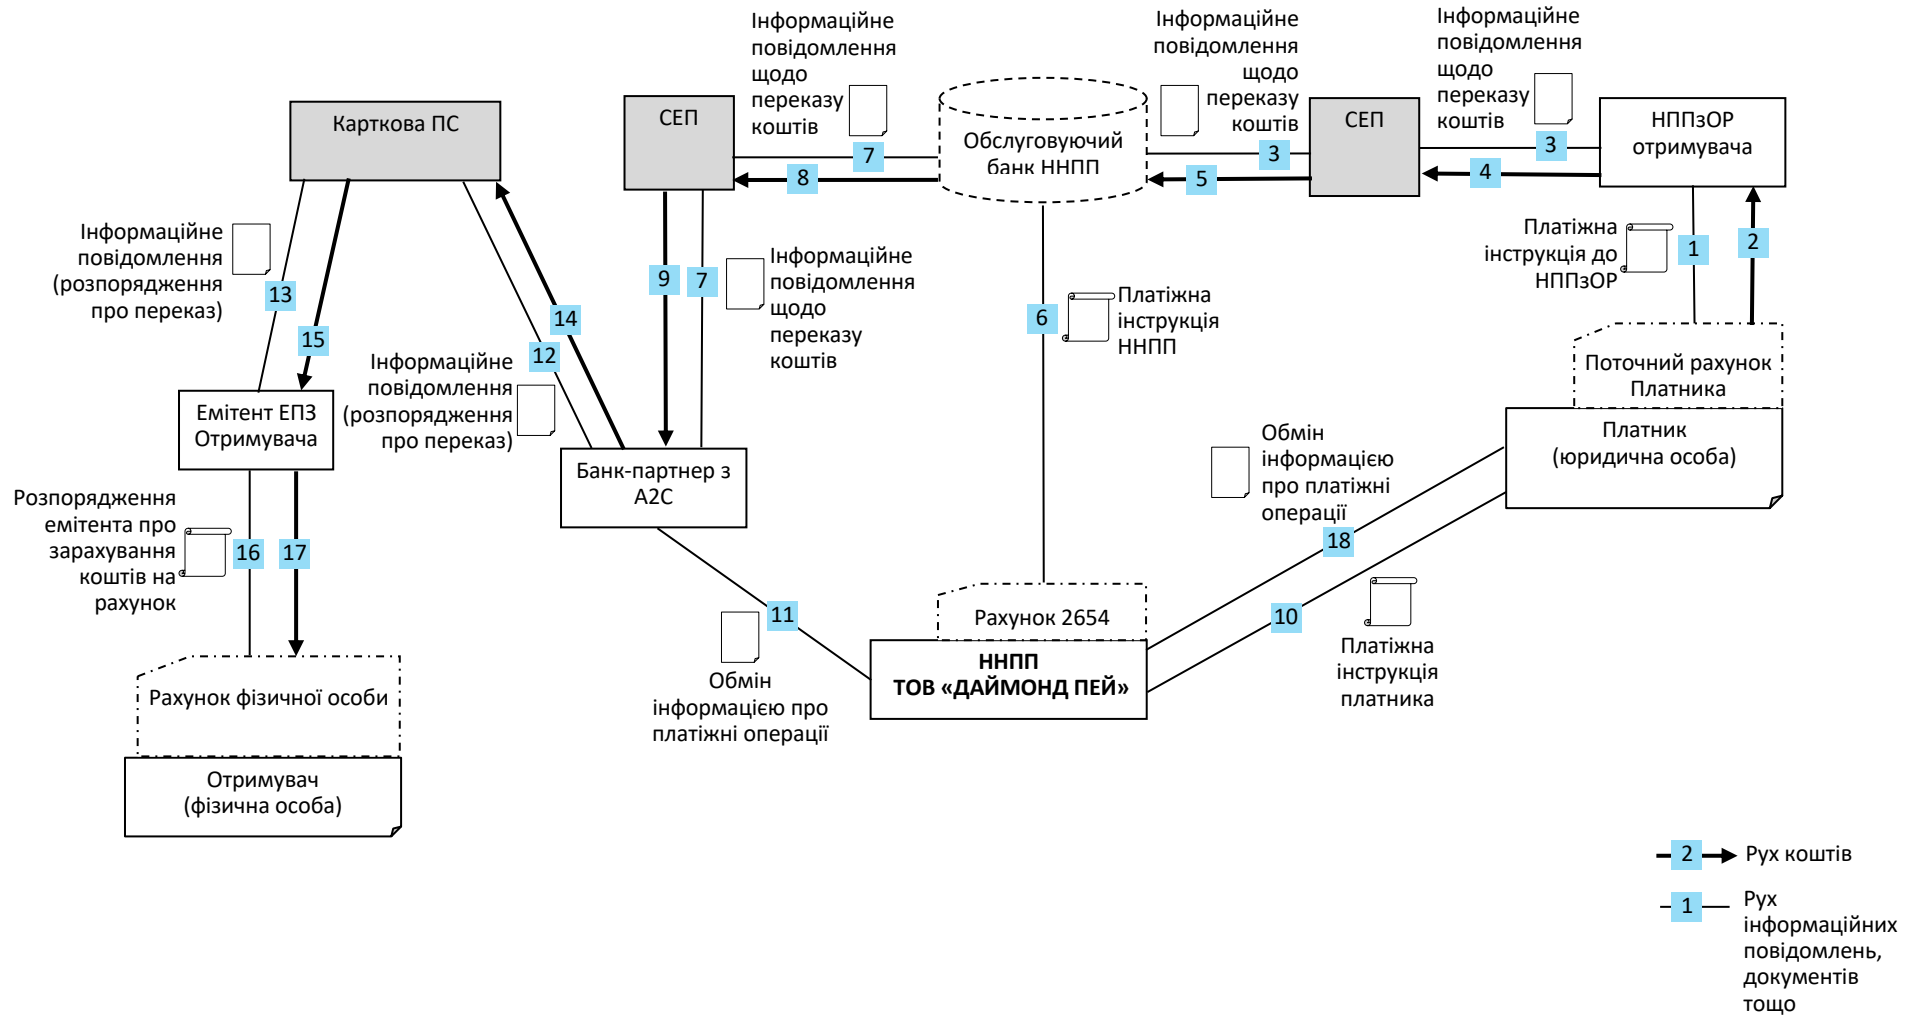 Інформаційне
повідомлення
щодо
переказу
коштів
Інформаційне
повідомлення
щодо
переказу
коштів
Інформаційне
повідомлення
щодо
переказу
коштів
Карткова ПС
СЕП
Обслуговуючий
банк ННПП
СЕП
НППзОР
отримувача
7
8
3
5
3
4
Інформаційне
повідомлення
(розпорядження
про переказ)
13
15
14
12
Інформаційне
повідомлення
(розпорядження
про переказ)
9
7
Інформаційне
повідомлення
щодо
переказу
коштів
6
Платіжна
інструкція
ННПП
Платіжна
інструкція до
НППзОР
1
2
Поточний рахунок
Платника
Платник
(юридична особа)
Емітент ЕПЗ
Отримувача
Банк-партнер з
А2С
Обмін
інформацією
про платіжні
операції
18
10
Платіжна
інструкція
платника
Розпорядження
емітента про
зарахування
коштів на
рахунок
16
17
11
Обмін
інформацією про
платіжні операції
Рахунок 2654
ННПП
ТОВ «ДАЙМОНД ПЕЙ»
Рахунок фізичної особи
Отримувач
(фізична особа)
2
Рух коштів
1
Рух
інформаційних
повідомлень,
документів
тощо